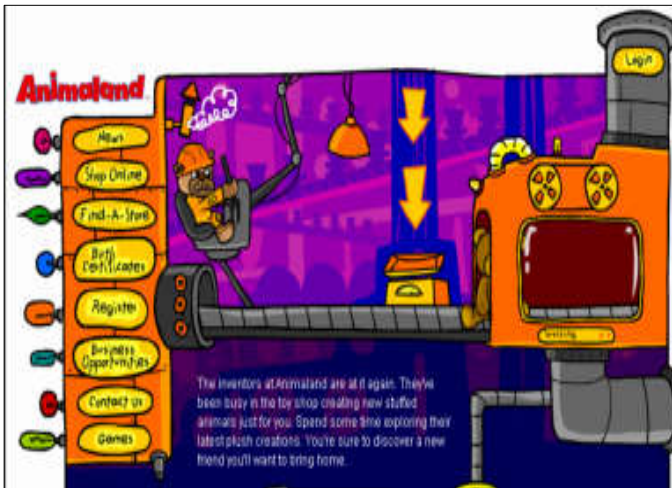 Animaland
Login
News
Shop Online
Find-A-Store
Birth
Certificates
Register
Business
Opportunities
Contact us
Games
The inventors at Animaland are at it again. They've
been busy in the toy shop creating new stuffed
animals just for you. Spend some time exploring their
latest plush creations. You're sure to discover a new
friend you'll want to bring home.